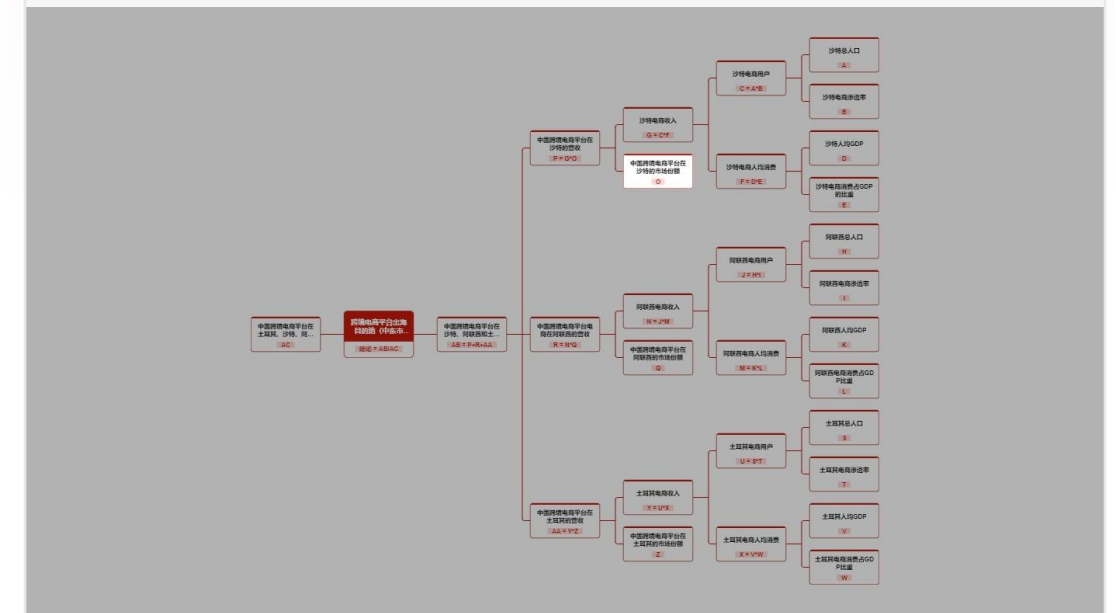 沙特总人口
A
沙特电商用户
C = A*B
沙特电商渗透率
B
沙特电商收入
G = C*F
中国跨境电商平台在
沙特的营收
P = G*O
沙特人均GDP
D
中国跨境电商平台在
沙特的市场份额
O
沙特电商人均消费
F = D*E
沙特电商消费占GDP
的比重
E
阿联酋总人口
H
阿联酋电商用户
J = H*I
阿联酋电商渗透率
I
阿联酋电商收入
N = J*M
中国跨境电商平台在
土耳其、沙特、阿...
AC
跨境电商平台出海
目的地（中东市...
结论 = AB/AC
中国跨境电商平台在
沙特、阿联酋和土...
AB = P+R+AA
中国跨境电商平台电
商在阿联酋的营收
R = N*Q
阿联酋人均GDP
K
中国跨境电商平台在
阿联酋的市场份额
Q
阿联酋电商人均消费
M = K*L
阿联酋电商消费占GD
P比重
L
土耳其总人口
S
土耳其电商用户
U = S*T
土耳其电商渗透率
T
土耳其电商收入
Y = U*X
中国跨境电商平台在
土耳其的营收
AA = Y*Z
土耳其人均GDP
V
中国跨境电商平台在
土耳其的市场份额
Z
土耳其电商人均消费
X = V*W
土耳其电商消费占GD
P比重
W